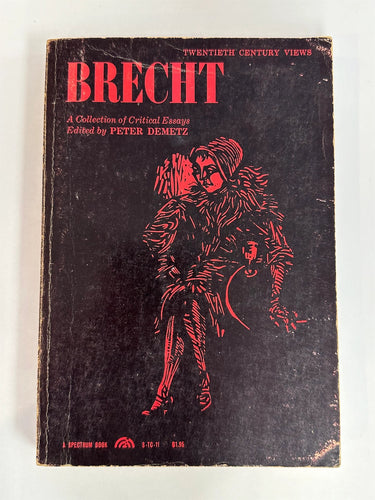 TWENTIETH CENTURY VIEWS
BRECHT
A Collection of Critical Essays
Edited by PETER DEMETZ
A SPECTRUM BOOK S-TC-11 $1.95